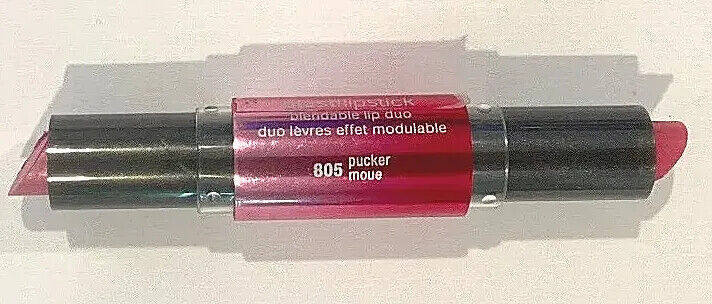 blendable lip duo
duo lèvres effet modulable
805 pucker
moue